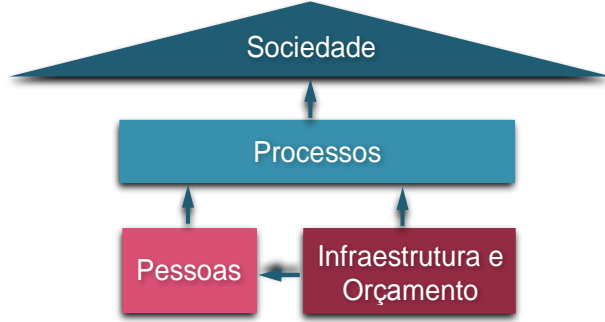 Sociedade
Processos
Pessoas
Infraestrutura e
Orçamento